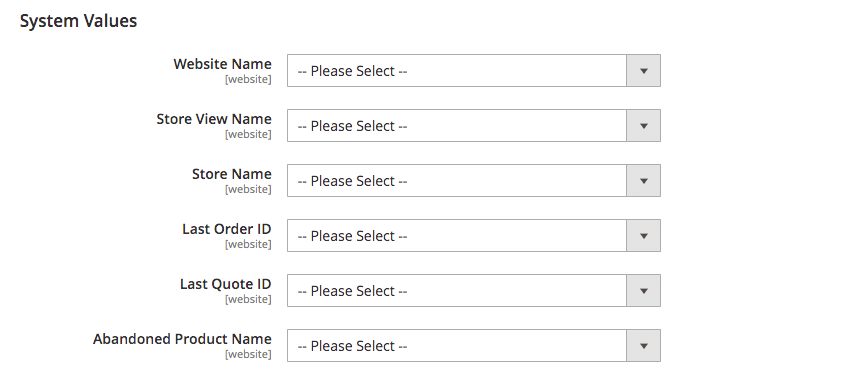 System Values
Website Name
[website]
-- Please Select --
Store View Name
[website]
-- Please Select --
Store Name
[website]
-- Please Select --
Last Order ID
[website]
-- Please Select --
Last Quote ID
[website]
-- Please Select --
Abandoned Product Name
[website]
-- Please Select --